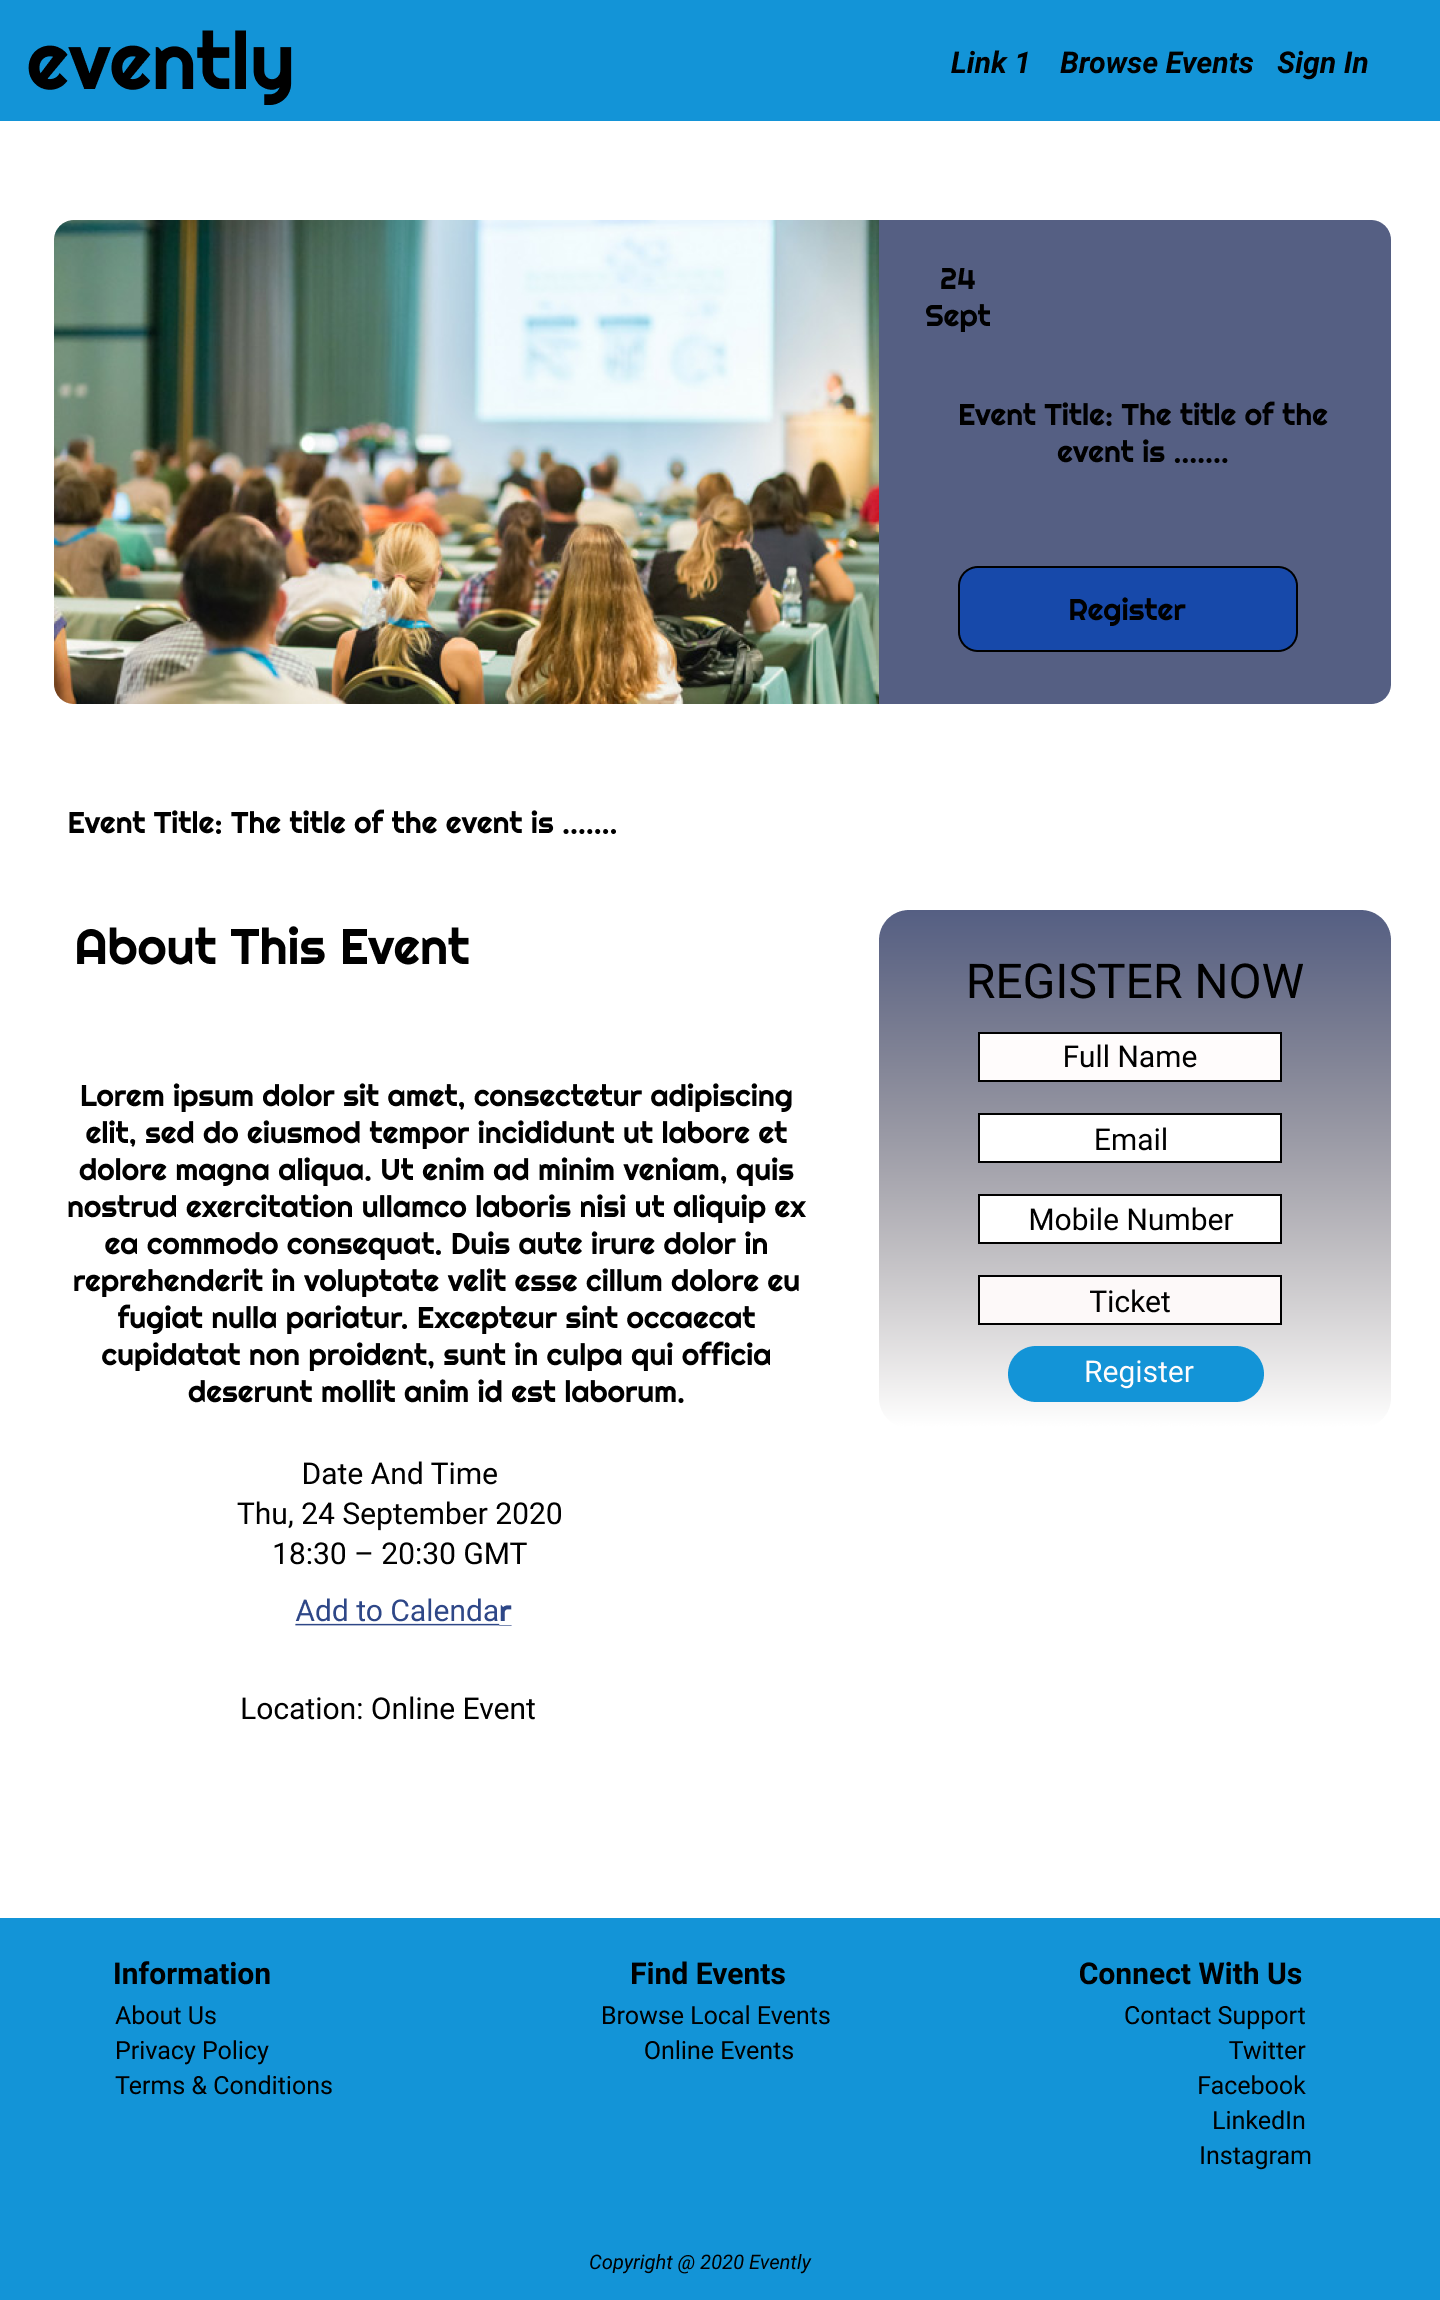 evently
Link 1 Browse Events Sign In
24
Sept
Event Title: The title of the
event is .......
Register
Event Title: The title of the event is .......
About This Event
Lorem ipsum dolor sit amet, consectetur adipiscing
elit, sed do eiusmod tempor incididunt ut labore et
dolore magna aliqua. Ut enim ad minim veniam, quis
nostrud exercitation ullamco laboris nisi ut aliquip ex
ea commodo consequat. Duis aute irure dolor in
reprehenderit in voluptate velit esse cillum dolore eu
fugiat nulla pariatur. Excepteur sint occaecat
cupidatat non proident, sunt in culpa qui officia
deserunt mollit anim id est laborum.
Date And Time
Thu, 24 September 2020
18:30 – 20:30 GMT
Add to Calendar
Location: Online Event
REGISTER NOW
Full Name
Email
Mobile Number
Ticket
Register
Information
About Us
Privacy Policy
Terms & Conditions
Find Events
Browse Local Events
Online Events
Connect With Us
Contact Support
Twitter
Facebook
LinkedIn
Instagram
Copyright @ 2020 Evently